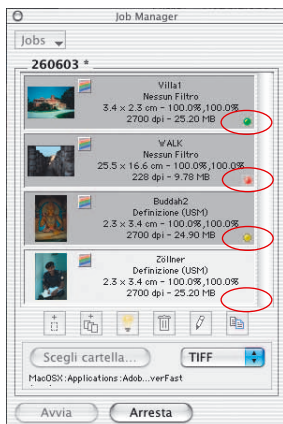 Job Manager
Jobs
260603 *
Villa1
Nessun Filtro
3.4 x 2.3 cm - 100.0%,100.0%
2700 dpi - 25.20 MB
WALK
Nessun Filtro
25.5 x 16.6 cm - 100.0%,100.0%
228 dpi - 9.78 MB
Buddah2
Definizione (USM)
2.3 x 3.4 cm - 100.0%,100.0%
2700 dpi - 24.90 MB
Zöllner
Definizione (USM)
2.3 x 3.4 cm - 100.0%,100.0%
2700 dpi - 25.20 MB
Scegli cartella... TIFF
MacOSX:Applications:Adob...verFast
Avvia Arresta